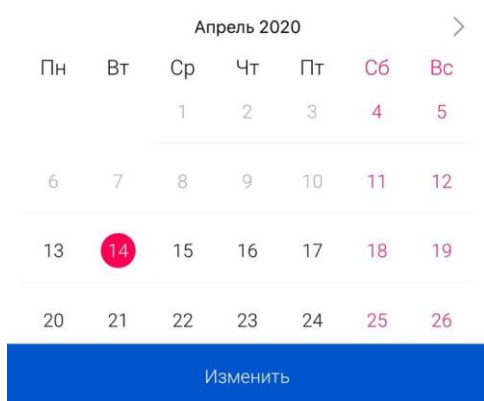 Апрель 2020
Пн Вт Ср Чт Пт Сб Вс
1 2 3 4 5
6 7 8 9 10 11 12
13 14 15 16 17 18 19
20 21 22 23 24 25 26
Изменить